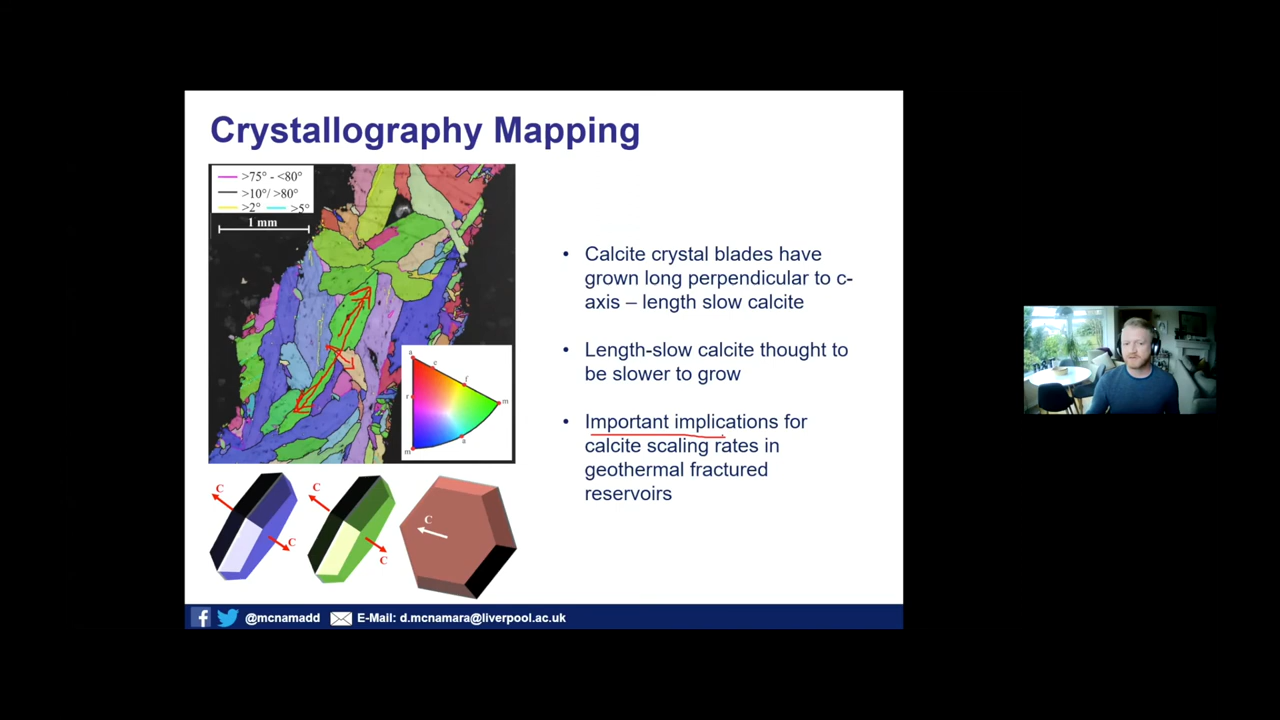 Crystallography Mapping
>75° - <80°
>10°/ >80°
>2° >5°
1 mm
a
e
f
r
m
a
m
Calcite crystal blades have
grown long perpendicular to c-
axis – length slow calcite
Length-slow calcite thought to
be slower to grow
Important implications for
calcite scaling rates in
geothermal fractured
reservoirs
C
C
C
C
C
@mcnamadd E-Mail: d.mcnamara@liverpool.ac.uk